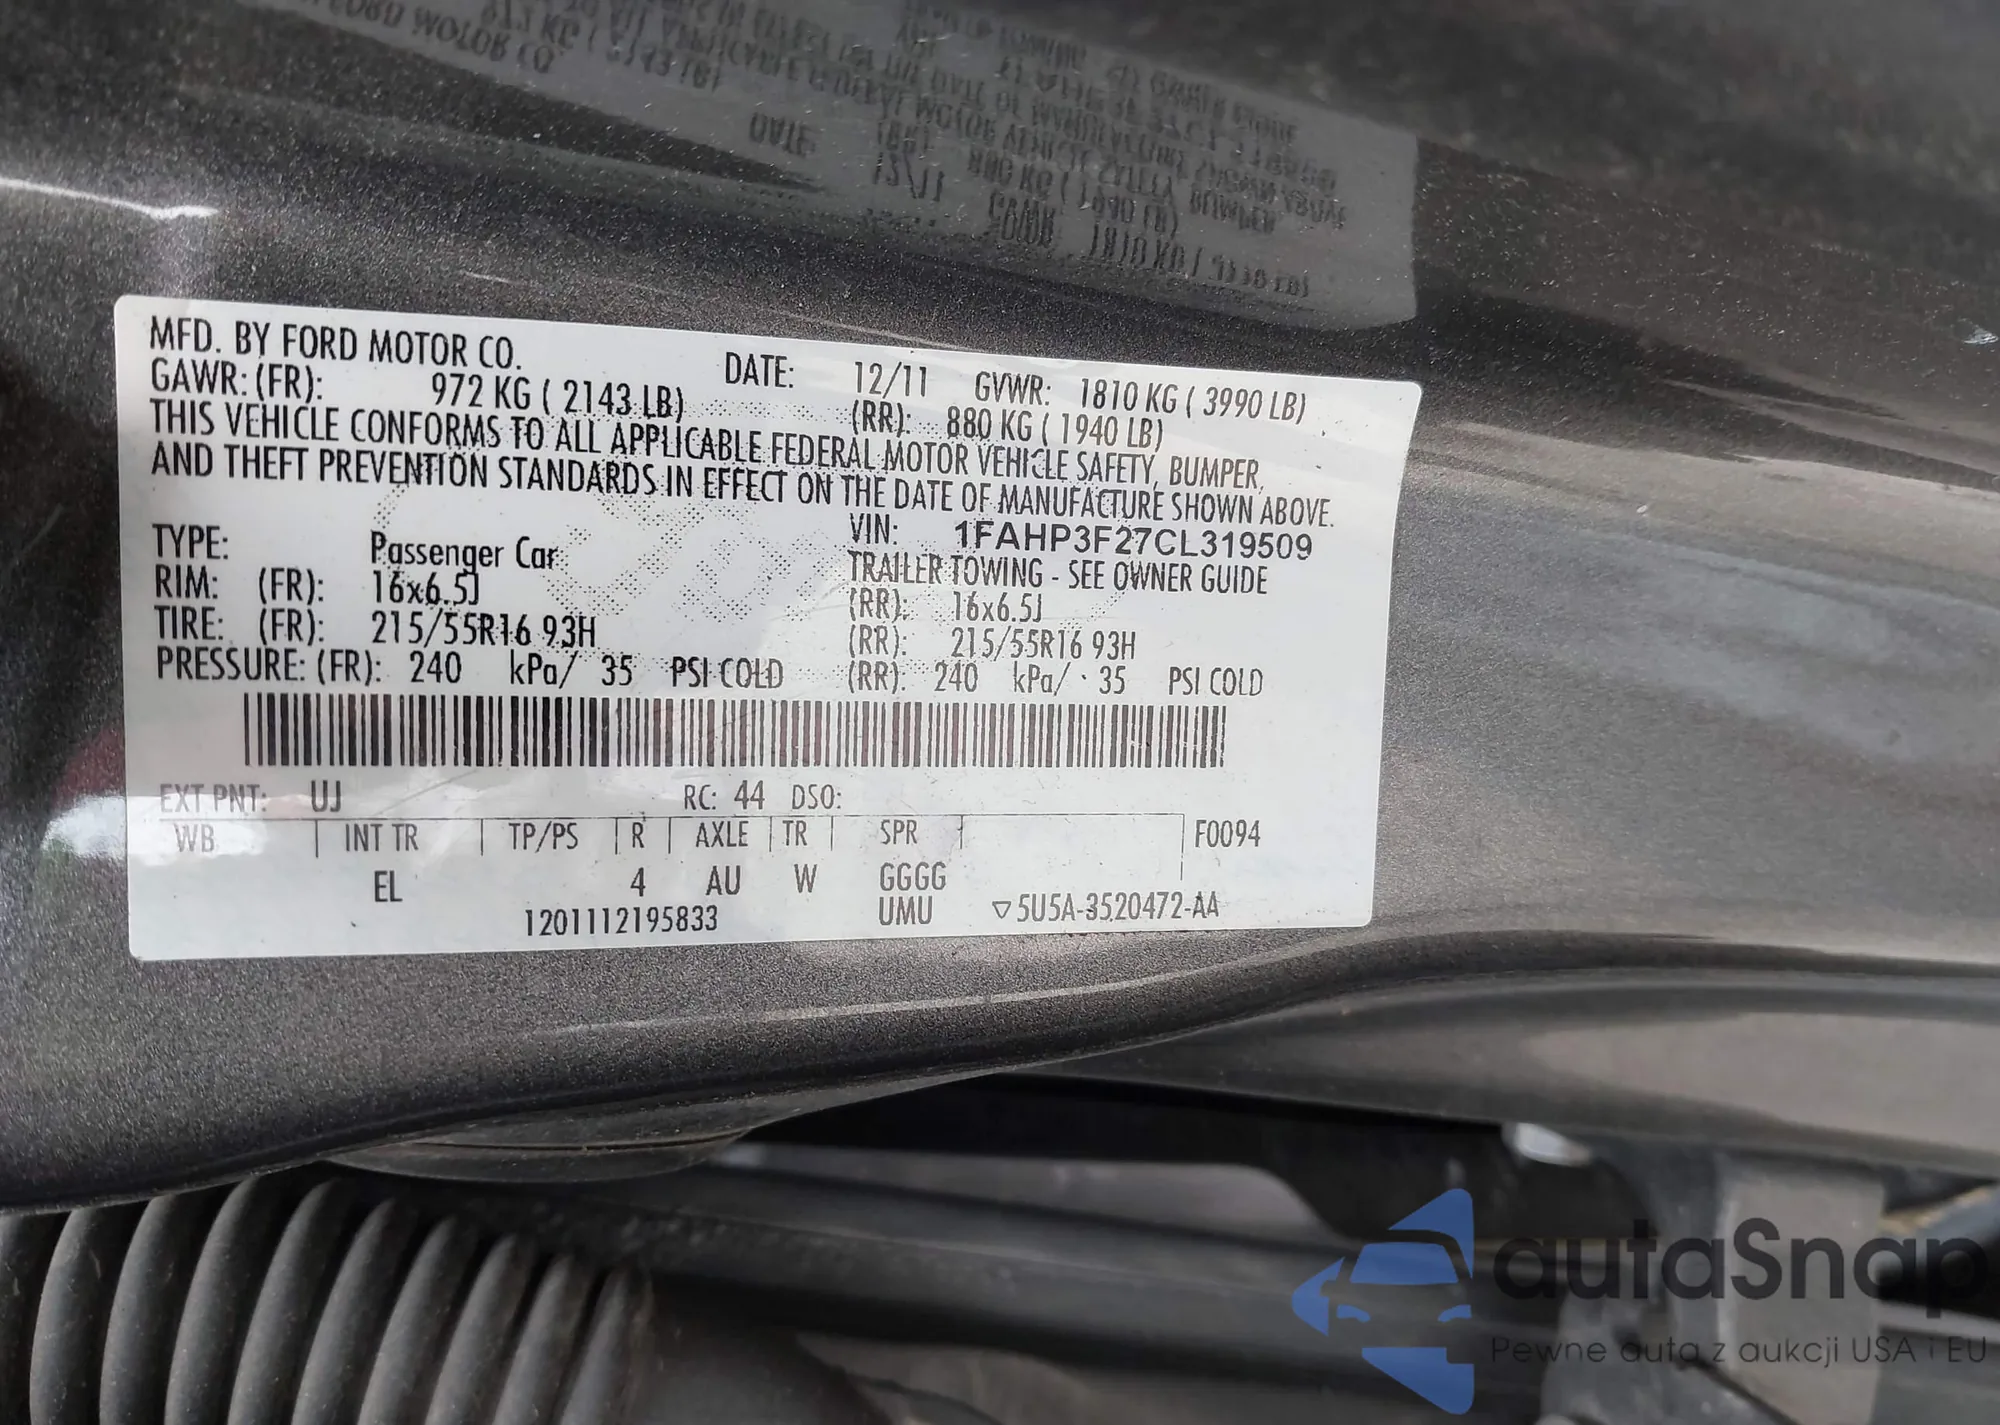 MFD. BY FORD MOTOR CO. DATE: 12/11 GVWR: 1810 KG ( 3990 LB)
GAWR: (FR): 972 KG ( 2143 LB) (RR): 880 KG ( 1940 LB)
THIS VEHICLE CONFORMS TO ALL APPLICABLE FEDERAL MOTOR VEHICLE SAFETY, BUMPER,
AND THEFT PREVENTION STANDARDS IN EFFECT ON THE DATE OF MANUFACTURE SHOWN ABOVE.
VIN: 1FAHP3F27CL319509
TYPE: Passenger Car TRAILER TOWING - SEE OWNER GUIDE
RIM: (FR): 16x6.5J (RR): 16x6.5J
TIRE: (FR): 215/55R16 93H (RR): 215/55R16 93H
PRESSURE: (FR): 240 kPa/ 35 PSI COLD (RR): 240 kPa/ 35 PSI COLD
EXT PNT: UJ RC: 44 DSO:
WB INT TR TP/PS R AXLE TR SPR F0094
EL 4 AU W GGGG
1201112195833 UMU ▽5U5A-3520472-AA
autaSnap
Pewne auta z aukcji USA i EU